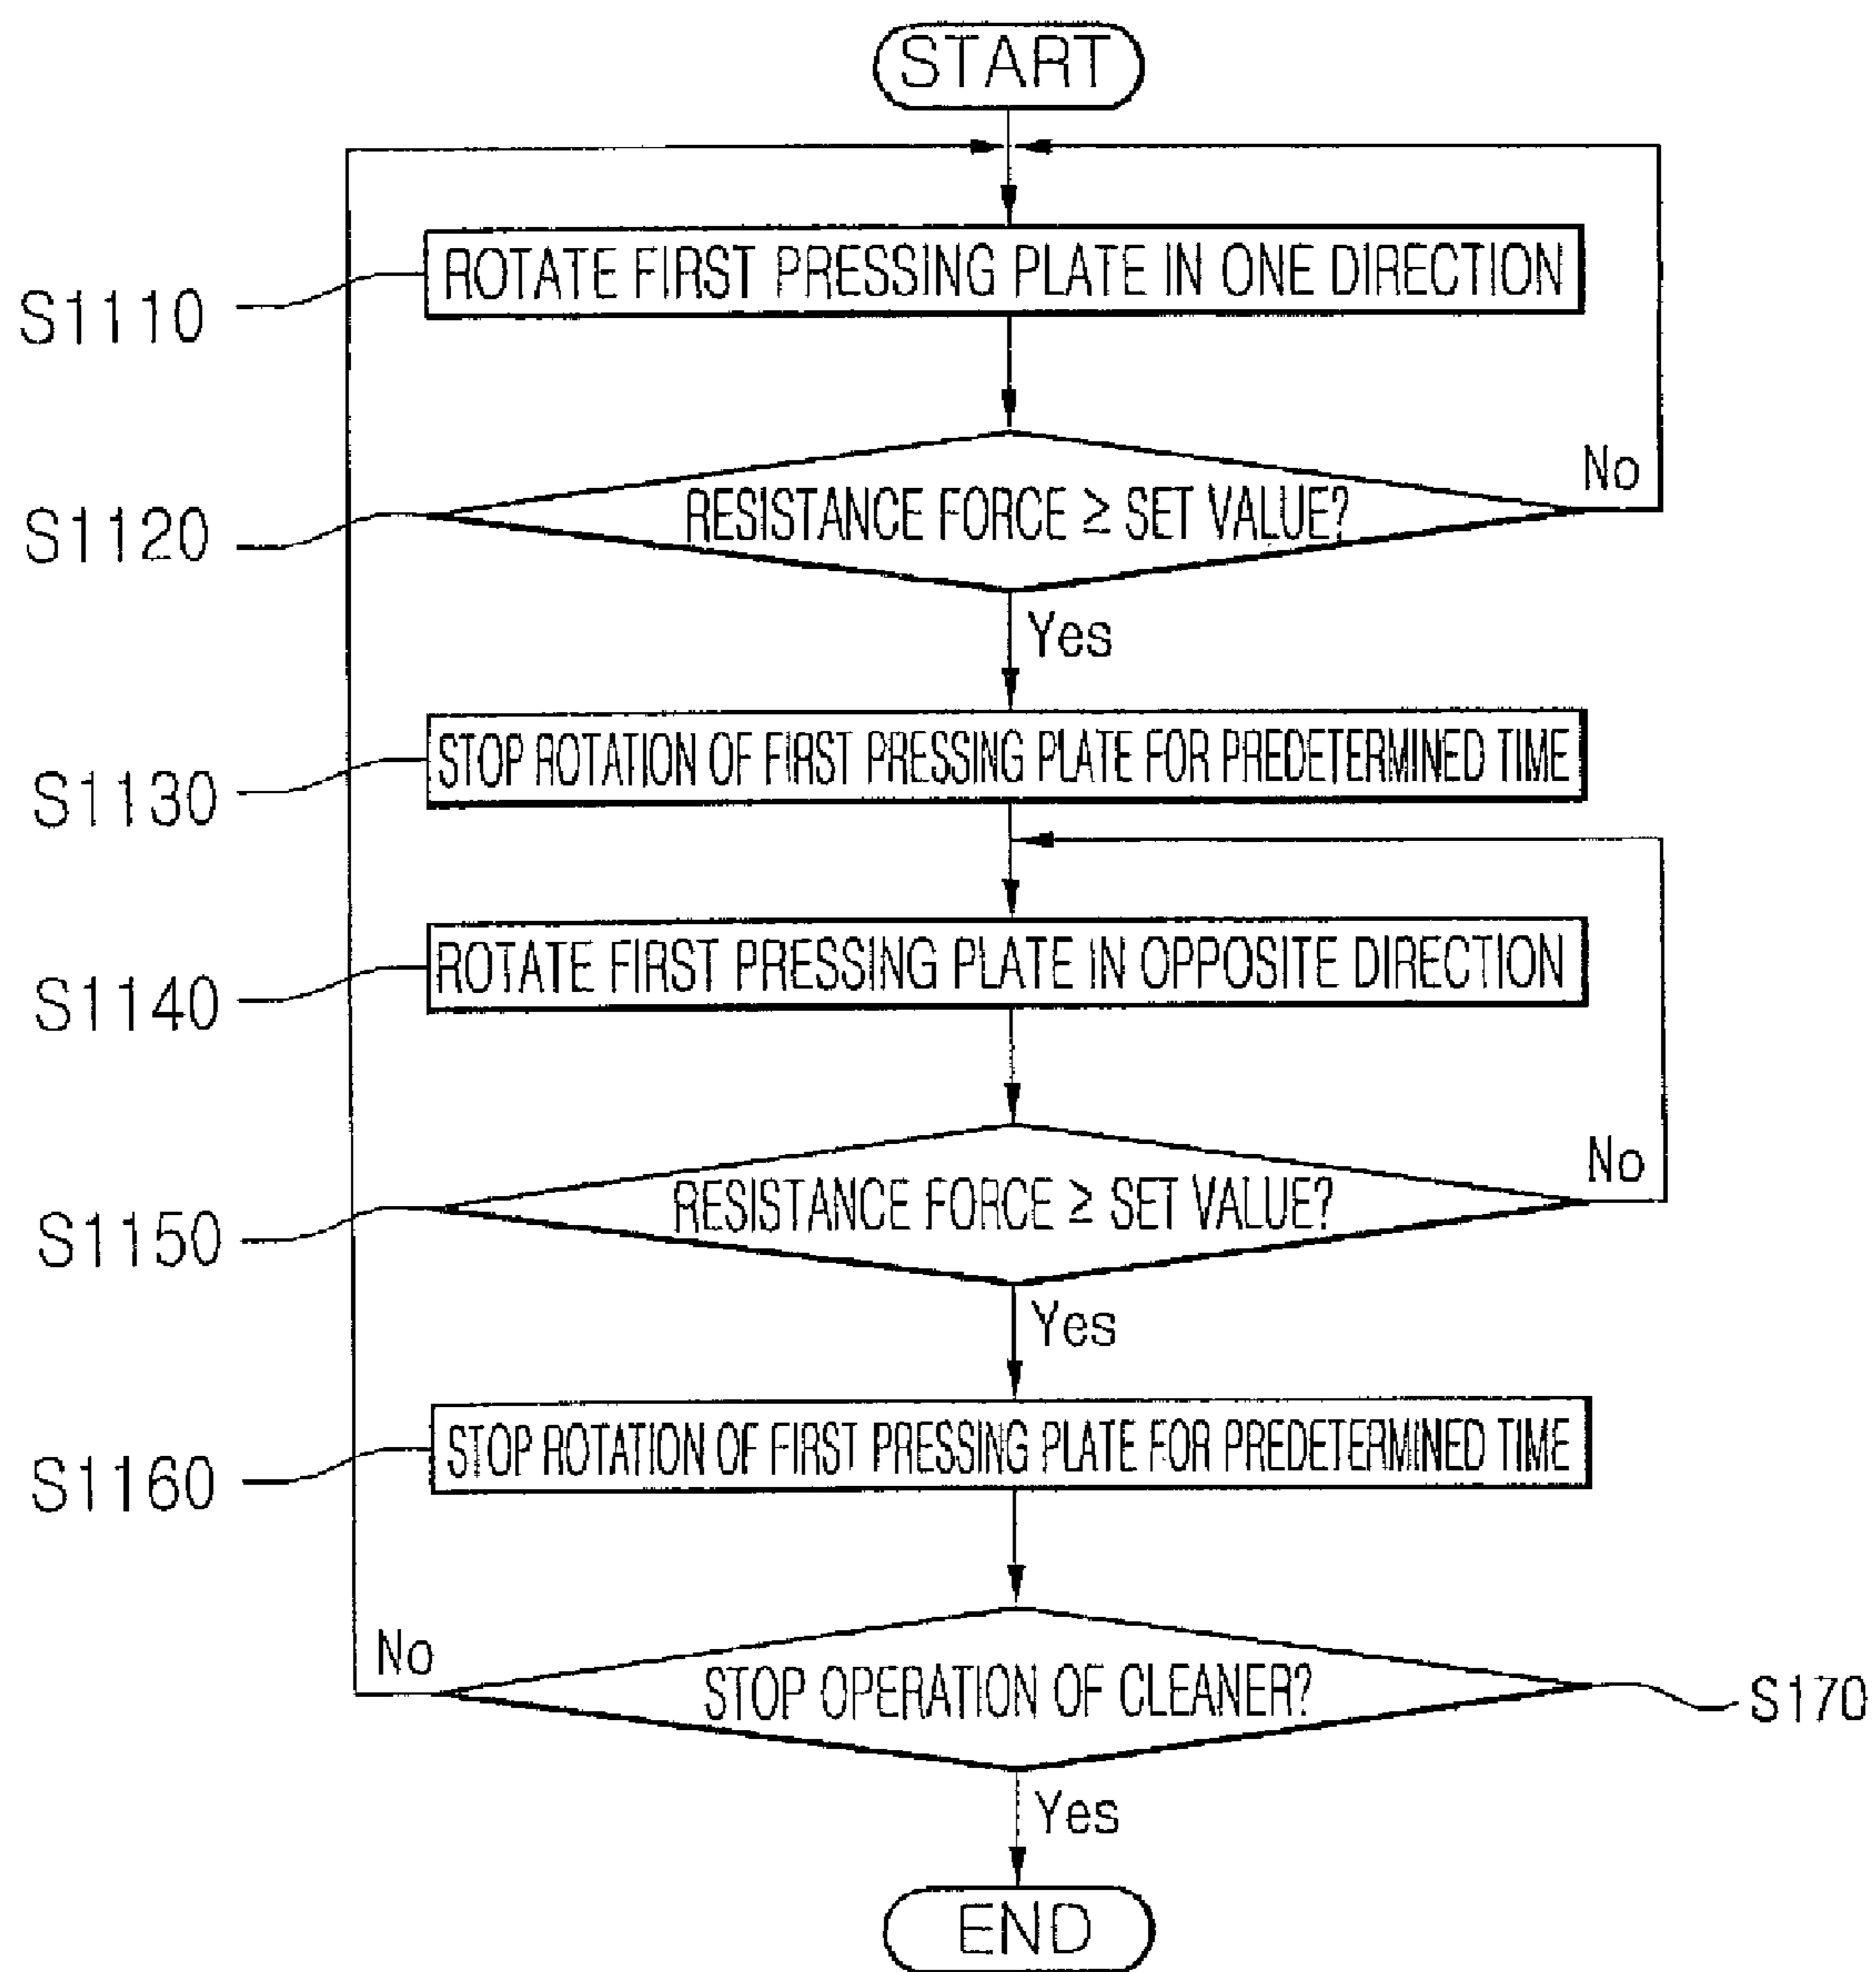 START
S1110
ROTATE FIRST PRESSING PLATE IN ONE DIRECTION
S1120
RESISTANCE FORCE ≥ SET VALUE?
No
Yes
S1130
STOP ROTATION OF FIRST PRESSING PLATE FOR PREDETERMINED TIME
S1140
ROTATE FIRST PRESSING PLATE IN OPPOSITE DIRECTION
S1150
RESISTANCE FORCE ≥ SET VALUE?
No
Yes
S1160
STOP ROTATION OF FIRST PRESSING PLATE FOR PREDETERMINED TIME
No
STOP OPERATION OF CLEANER?
S170
Yes
END